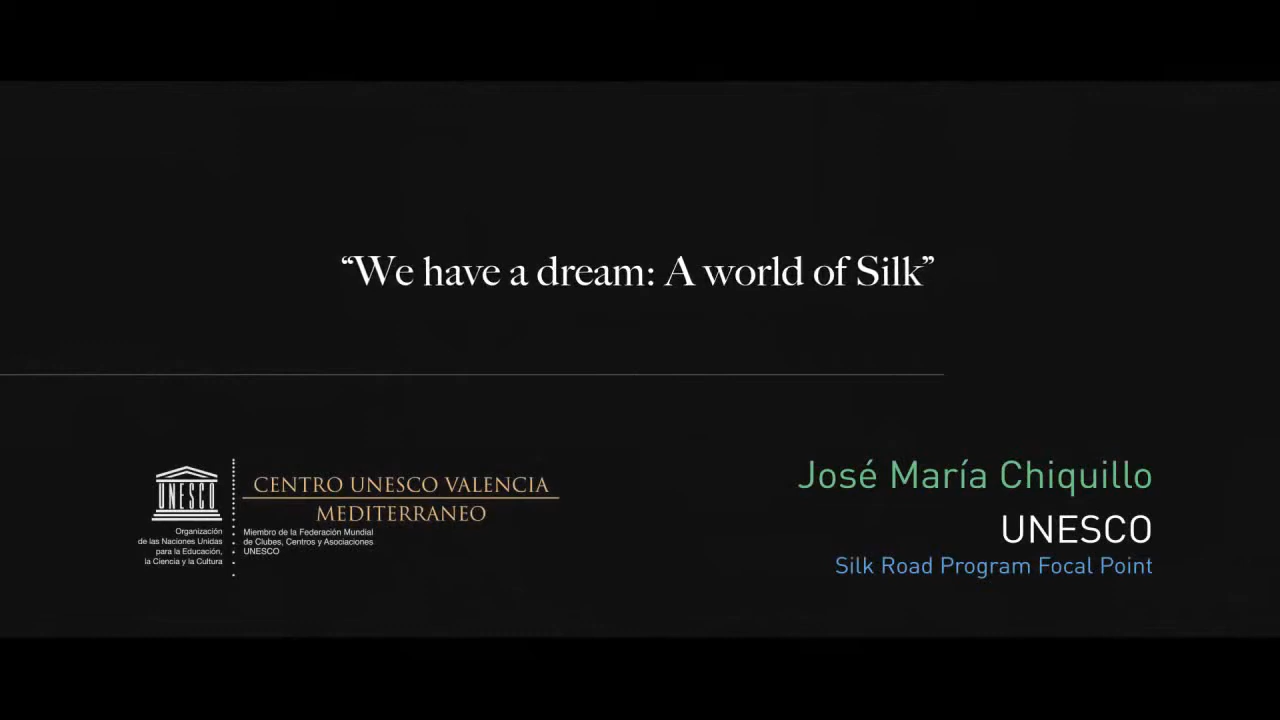 “We have a dream: A world of Silk”
UNESCO
Organización
de las Naciones Unidas
para la Educación,
la Ciencia y la Cultura
CENTRO UNESCO VALENCIA
MEDITERRANEO
Miembro de la Federación Mundial
de Clubes, Centros y Asociaciones
UNESCO
José María Chiquillo
UNESCO
Silk Road Program Focal Point